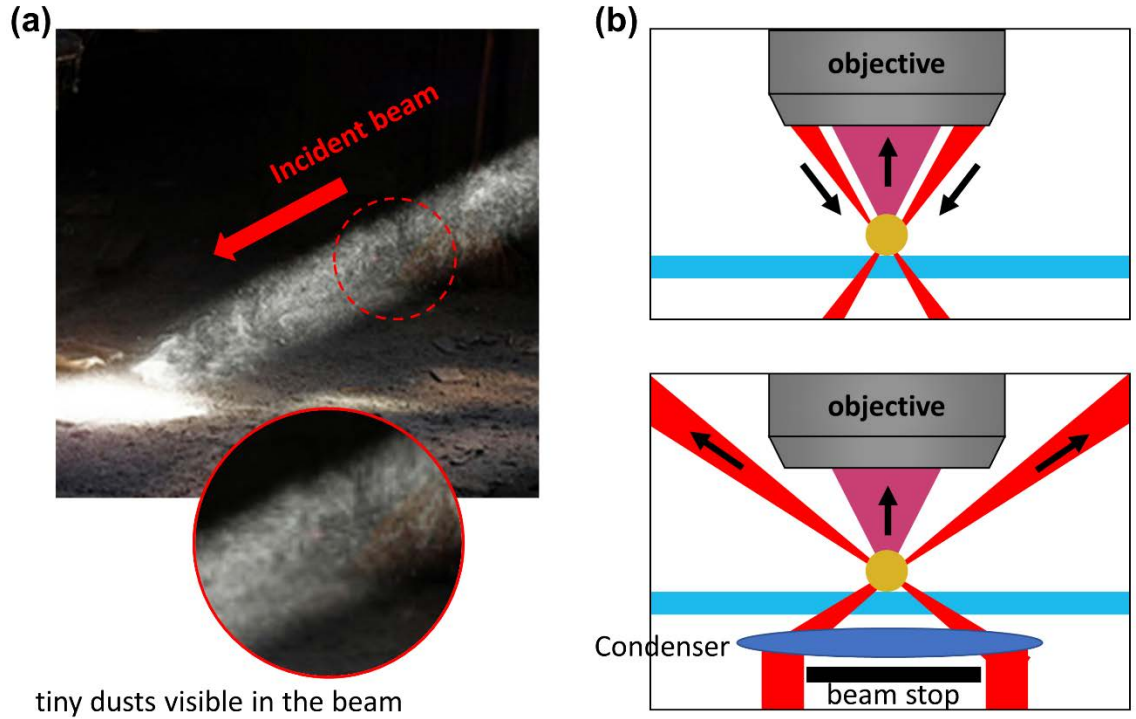 (a)
Incident beam
tiny dusts visible in the beam
(b)
objective
objective
Condenser
beam stop